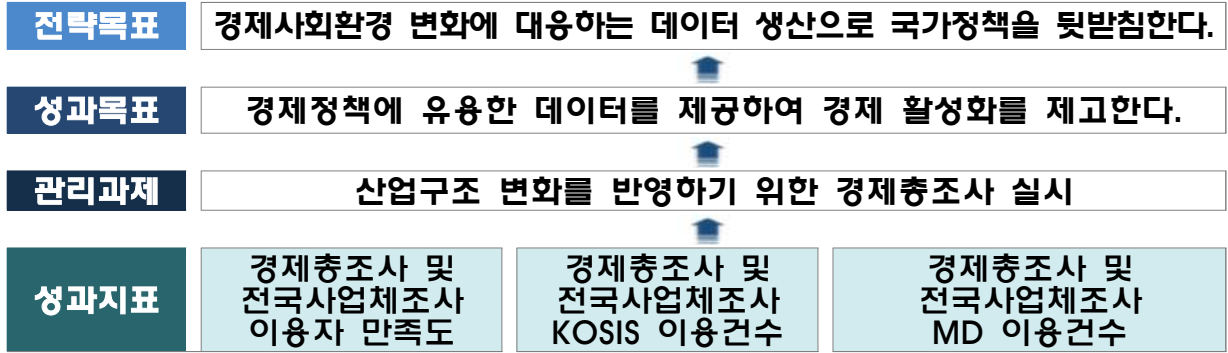 전략목표
경제사회환경 변화에 대응하는 데이터 생산으로 국가정책을 뒷받침한다.
성과목표
경제정책에 유용한 데이터를 제공하여 경제 활성화를 제고한다.
관리과제
산업구조 변화를 반영하기 위한 경제총조사 실시
성과지표
경제총조사 및
전국사업체조사
이용자 만족도
경제총조사 및
전국사업체조사
KOSIS 이용건수
경제총조사 및
전국사업체조사
MD 이용건수